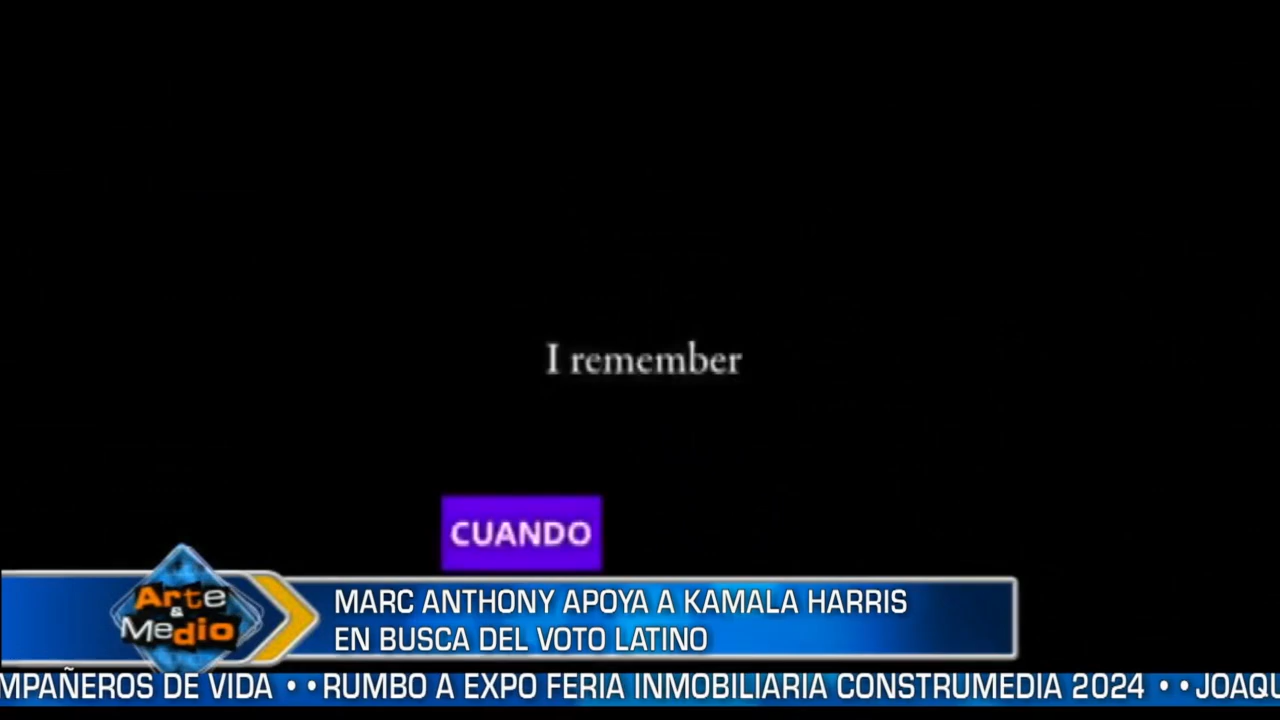 I remember
CUANDO
Arte
&
Medio
MARC ANTHONY APOYA A KAMALA HARRIS
EN BUSCA DEL VOTO LATINO
MPAÑEROS DE VIDA • • RUMBO A EXPO FERIA INMOBILIARIA CONSTRUMEDIA 2024 • • JOAQU